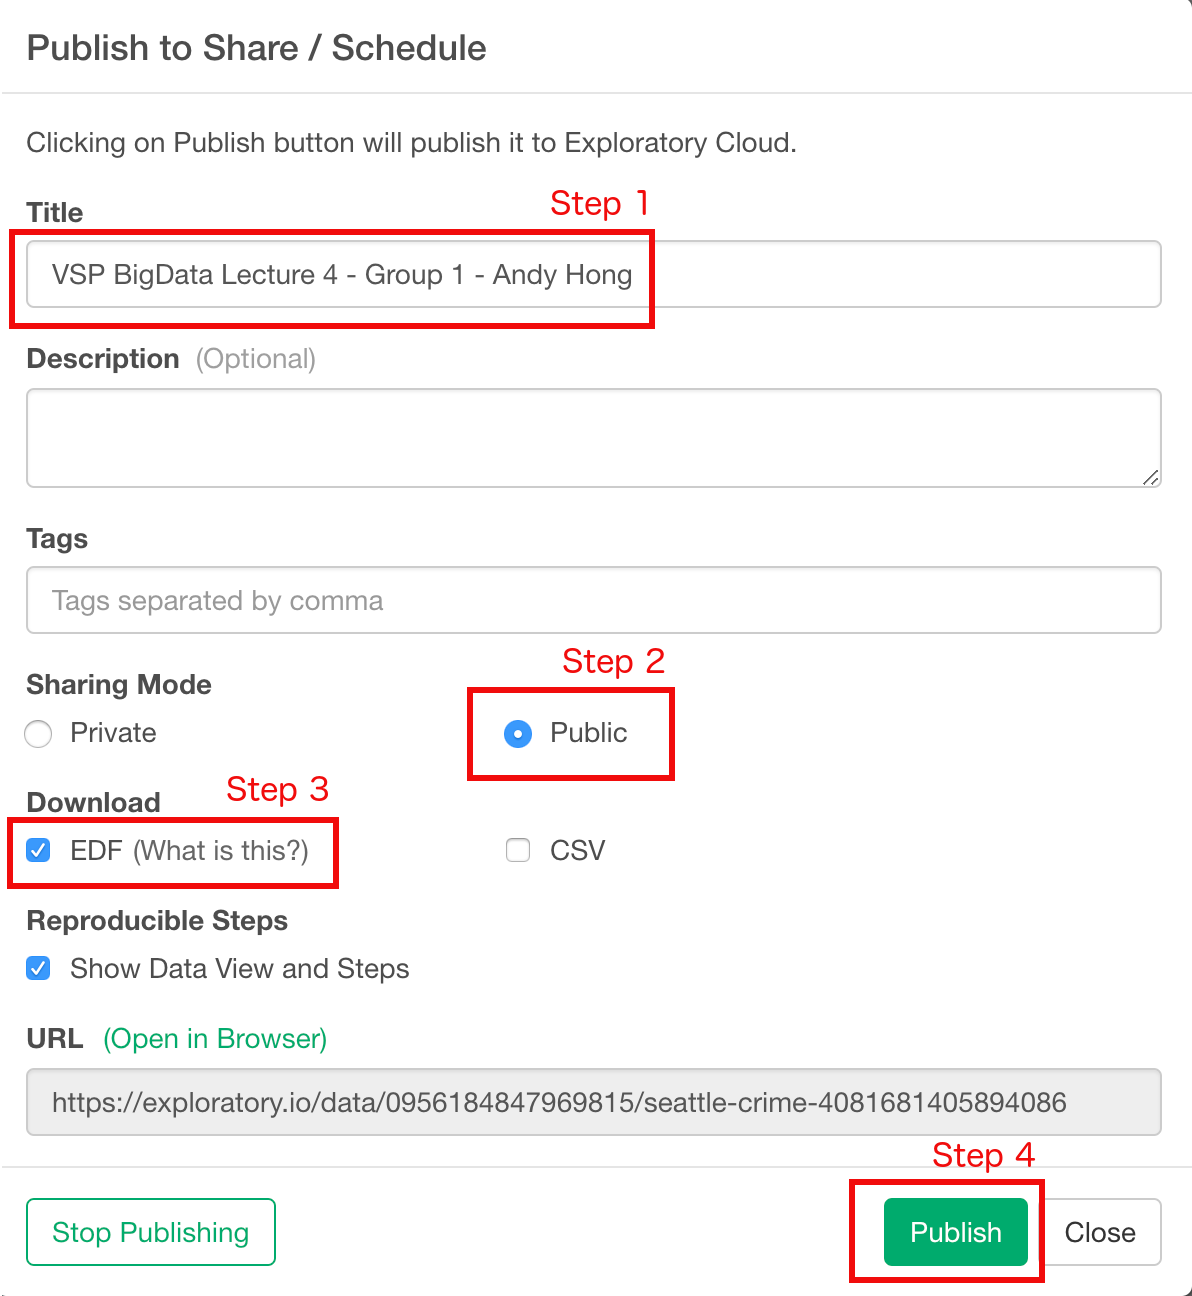 Publish to Share / Schedule
Clicking on Publish button will publish it to Exploratory Cloud.
Step 1
Title
VSP BigData Lecture 4 - Group 1 - Andy Hong
Description (Optional)
Tags
Tags separated by comma
Step 2
Sharing Mode
Private Public
Step 3
Download
EDF (What is this?) CSV
Reproducible Steps
Show Data View and Steps
URL (Open in Browser)
https://exploratory.io/data/0956184847969815/seattle-crime-4081681405894086
Step 4
Stop Publishing Publish Close